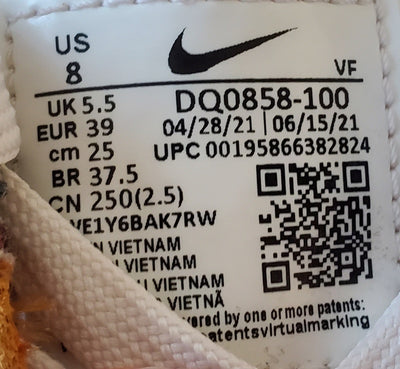 US
8
VF
UK 5.5
EUR 39
cm 25
BR 37.5
CN 250(2.5)
DQ0858-100
04/28/21 | 06/15/21
UPC 00195866382824
VE1Y6BAK7RW
VIETNAM
VIETNAM
VIETNAM
VIETNÃ
by one or more patents: